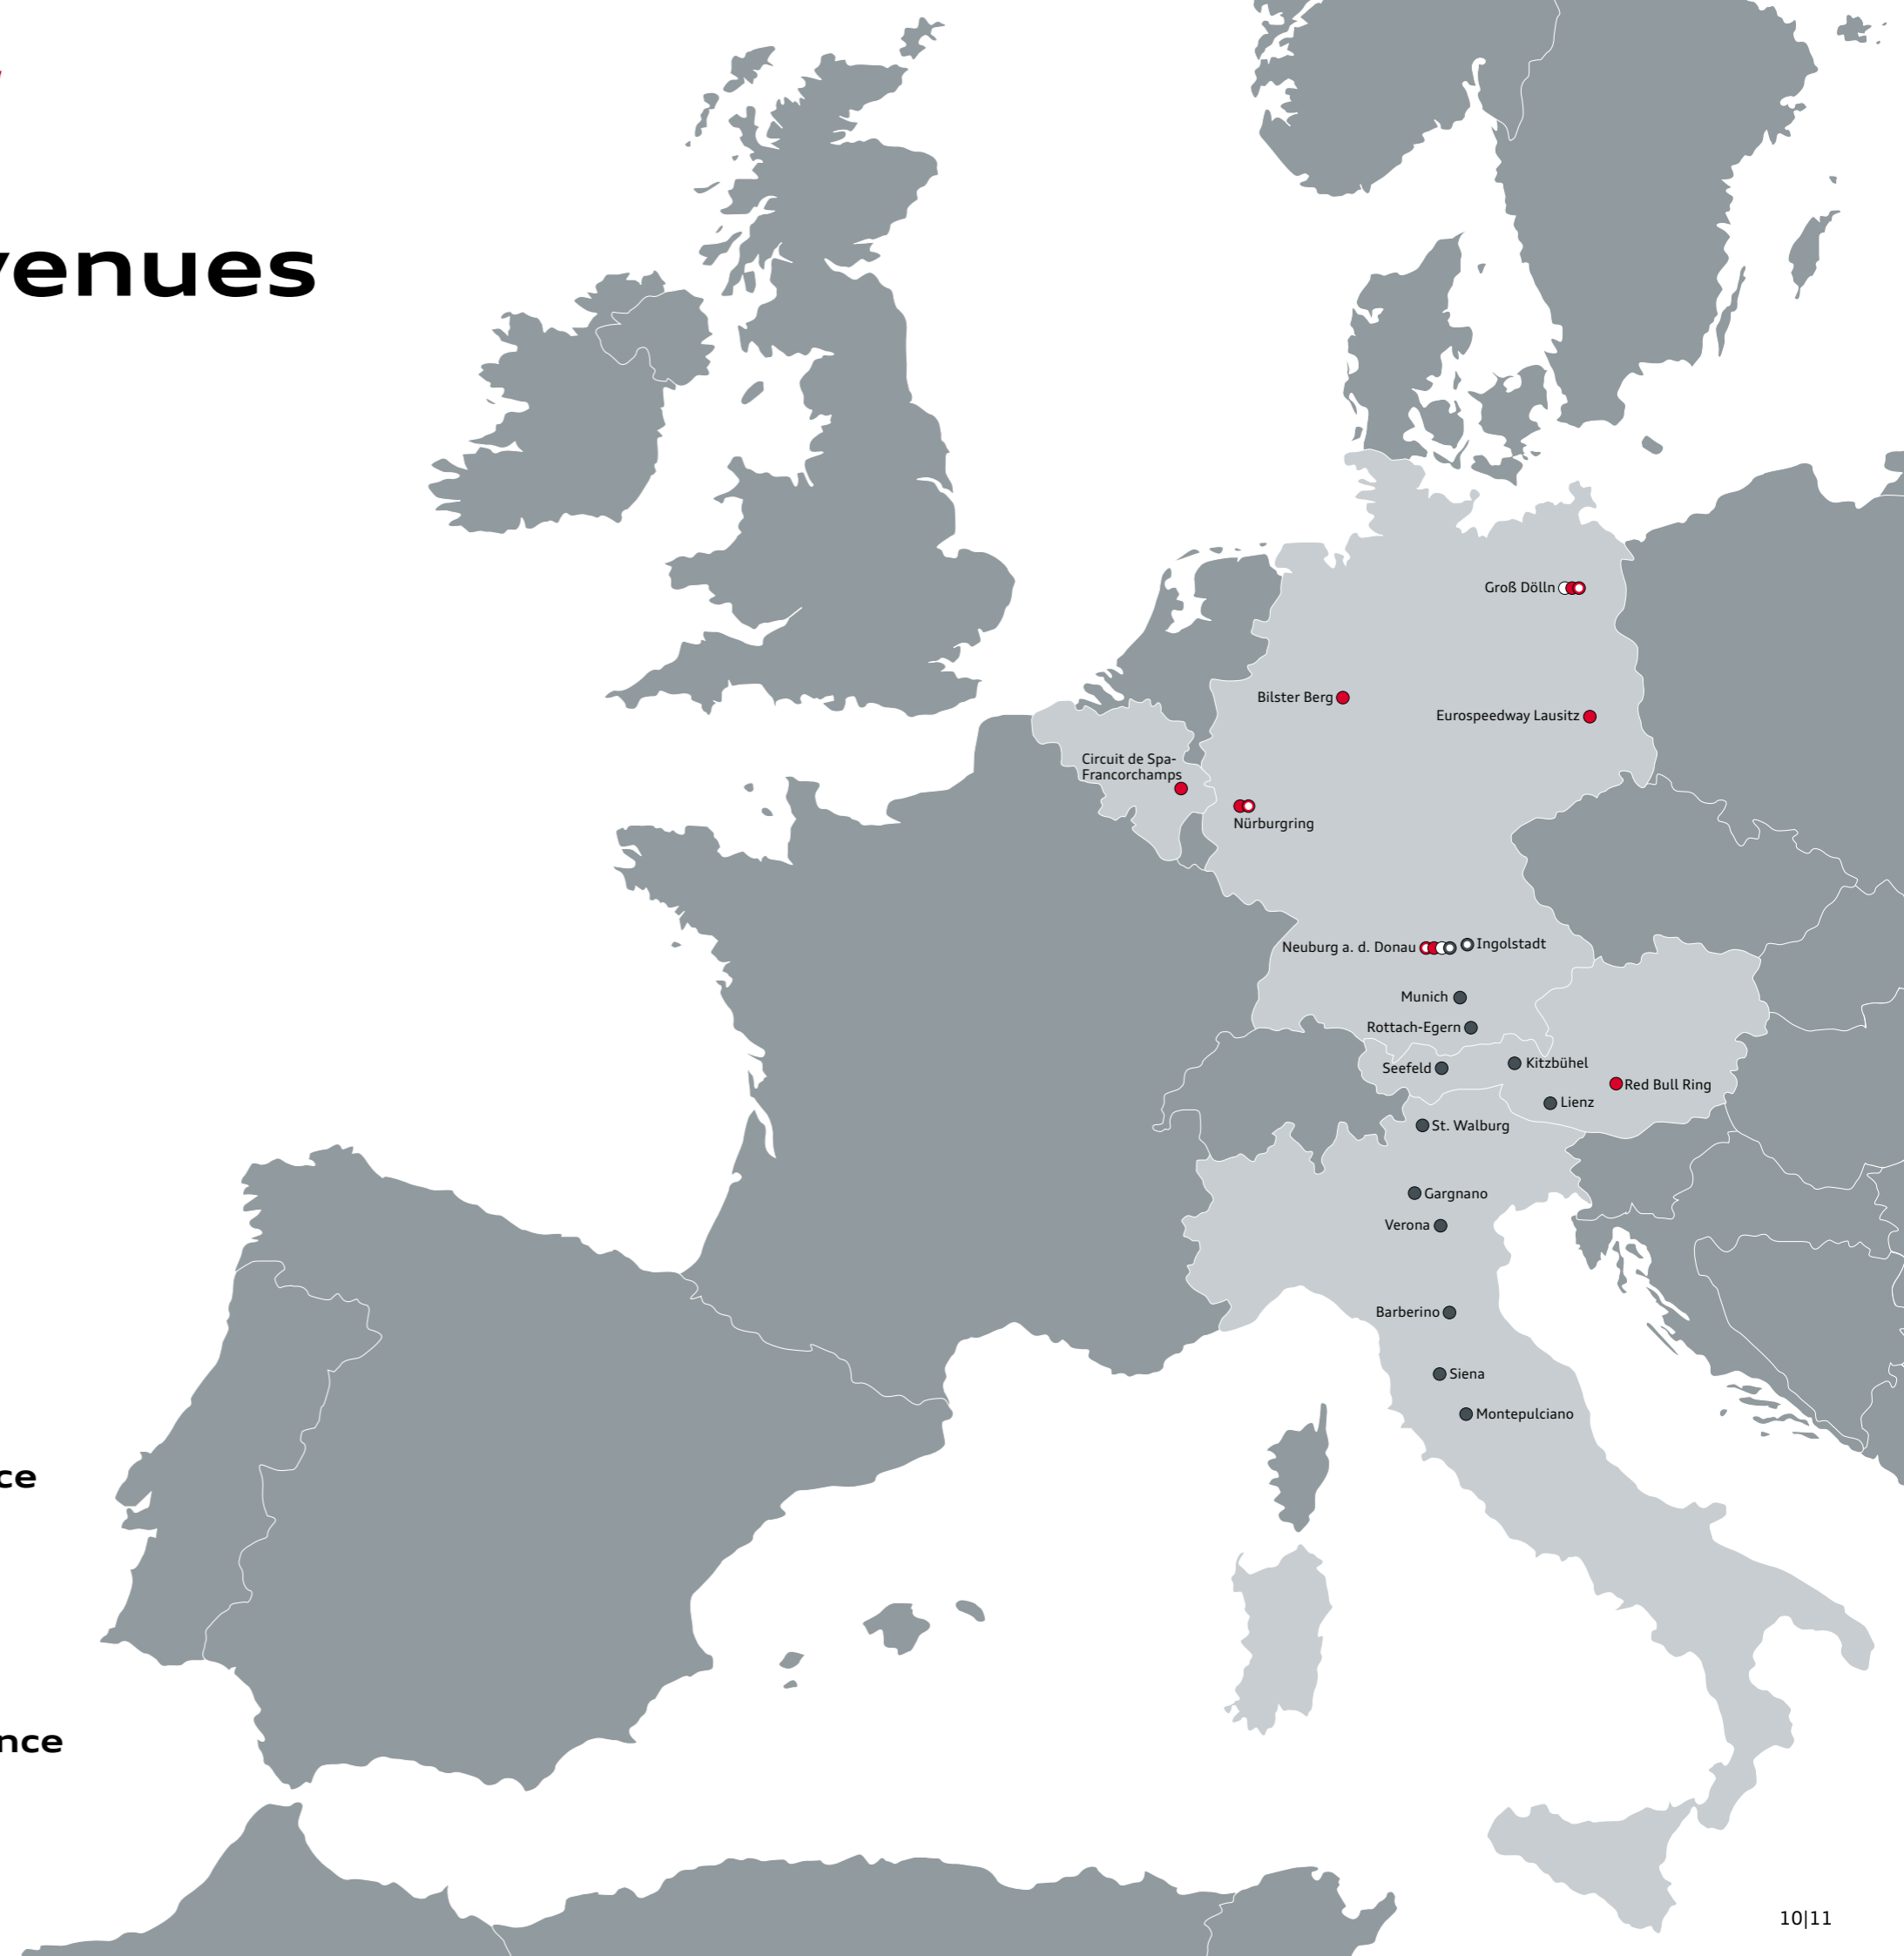 venues
Groß Dölln
Bilster Berg
Eurospeedway Lausitz
Circuit de Spa-
Francorchamps
Nürburgring
Neuburg a. d. Donau
Ingolstadt
Munich
Rottach-Egern
Seefeld
Kitzbühel
Red Bull Ring
Lienz
St. Walburg
Gargnano
Verona
Barberino
Siena
Montepulciano
ce
nce
10|11